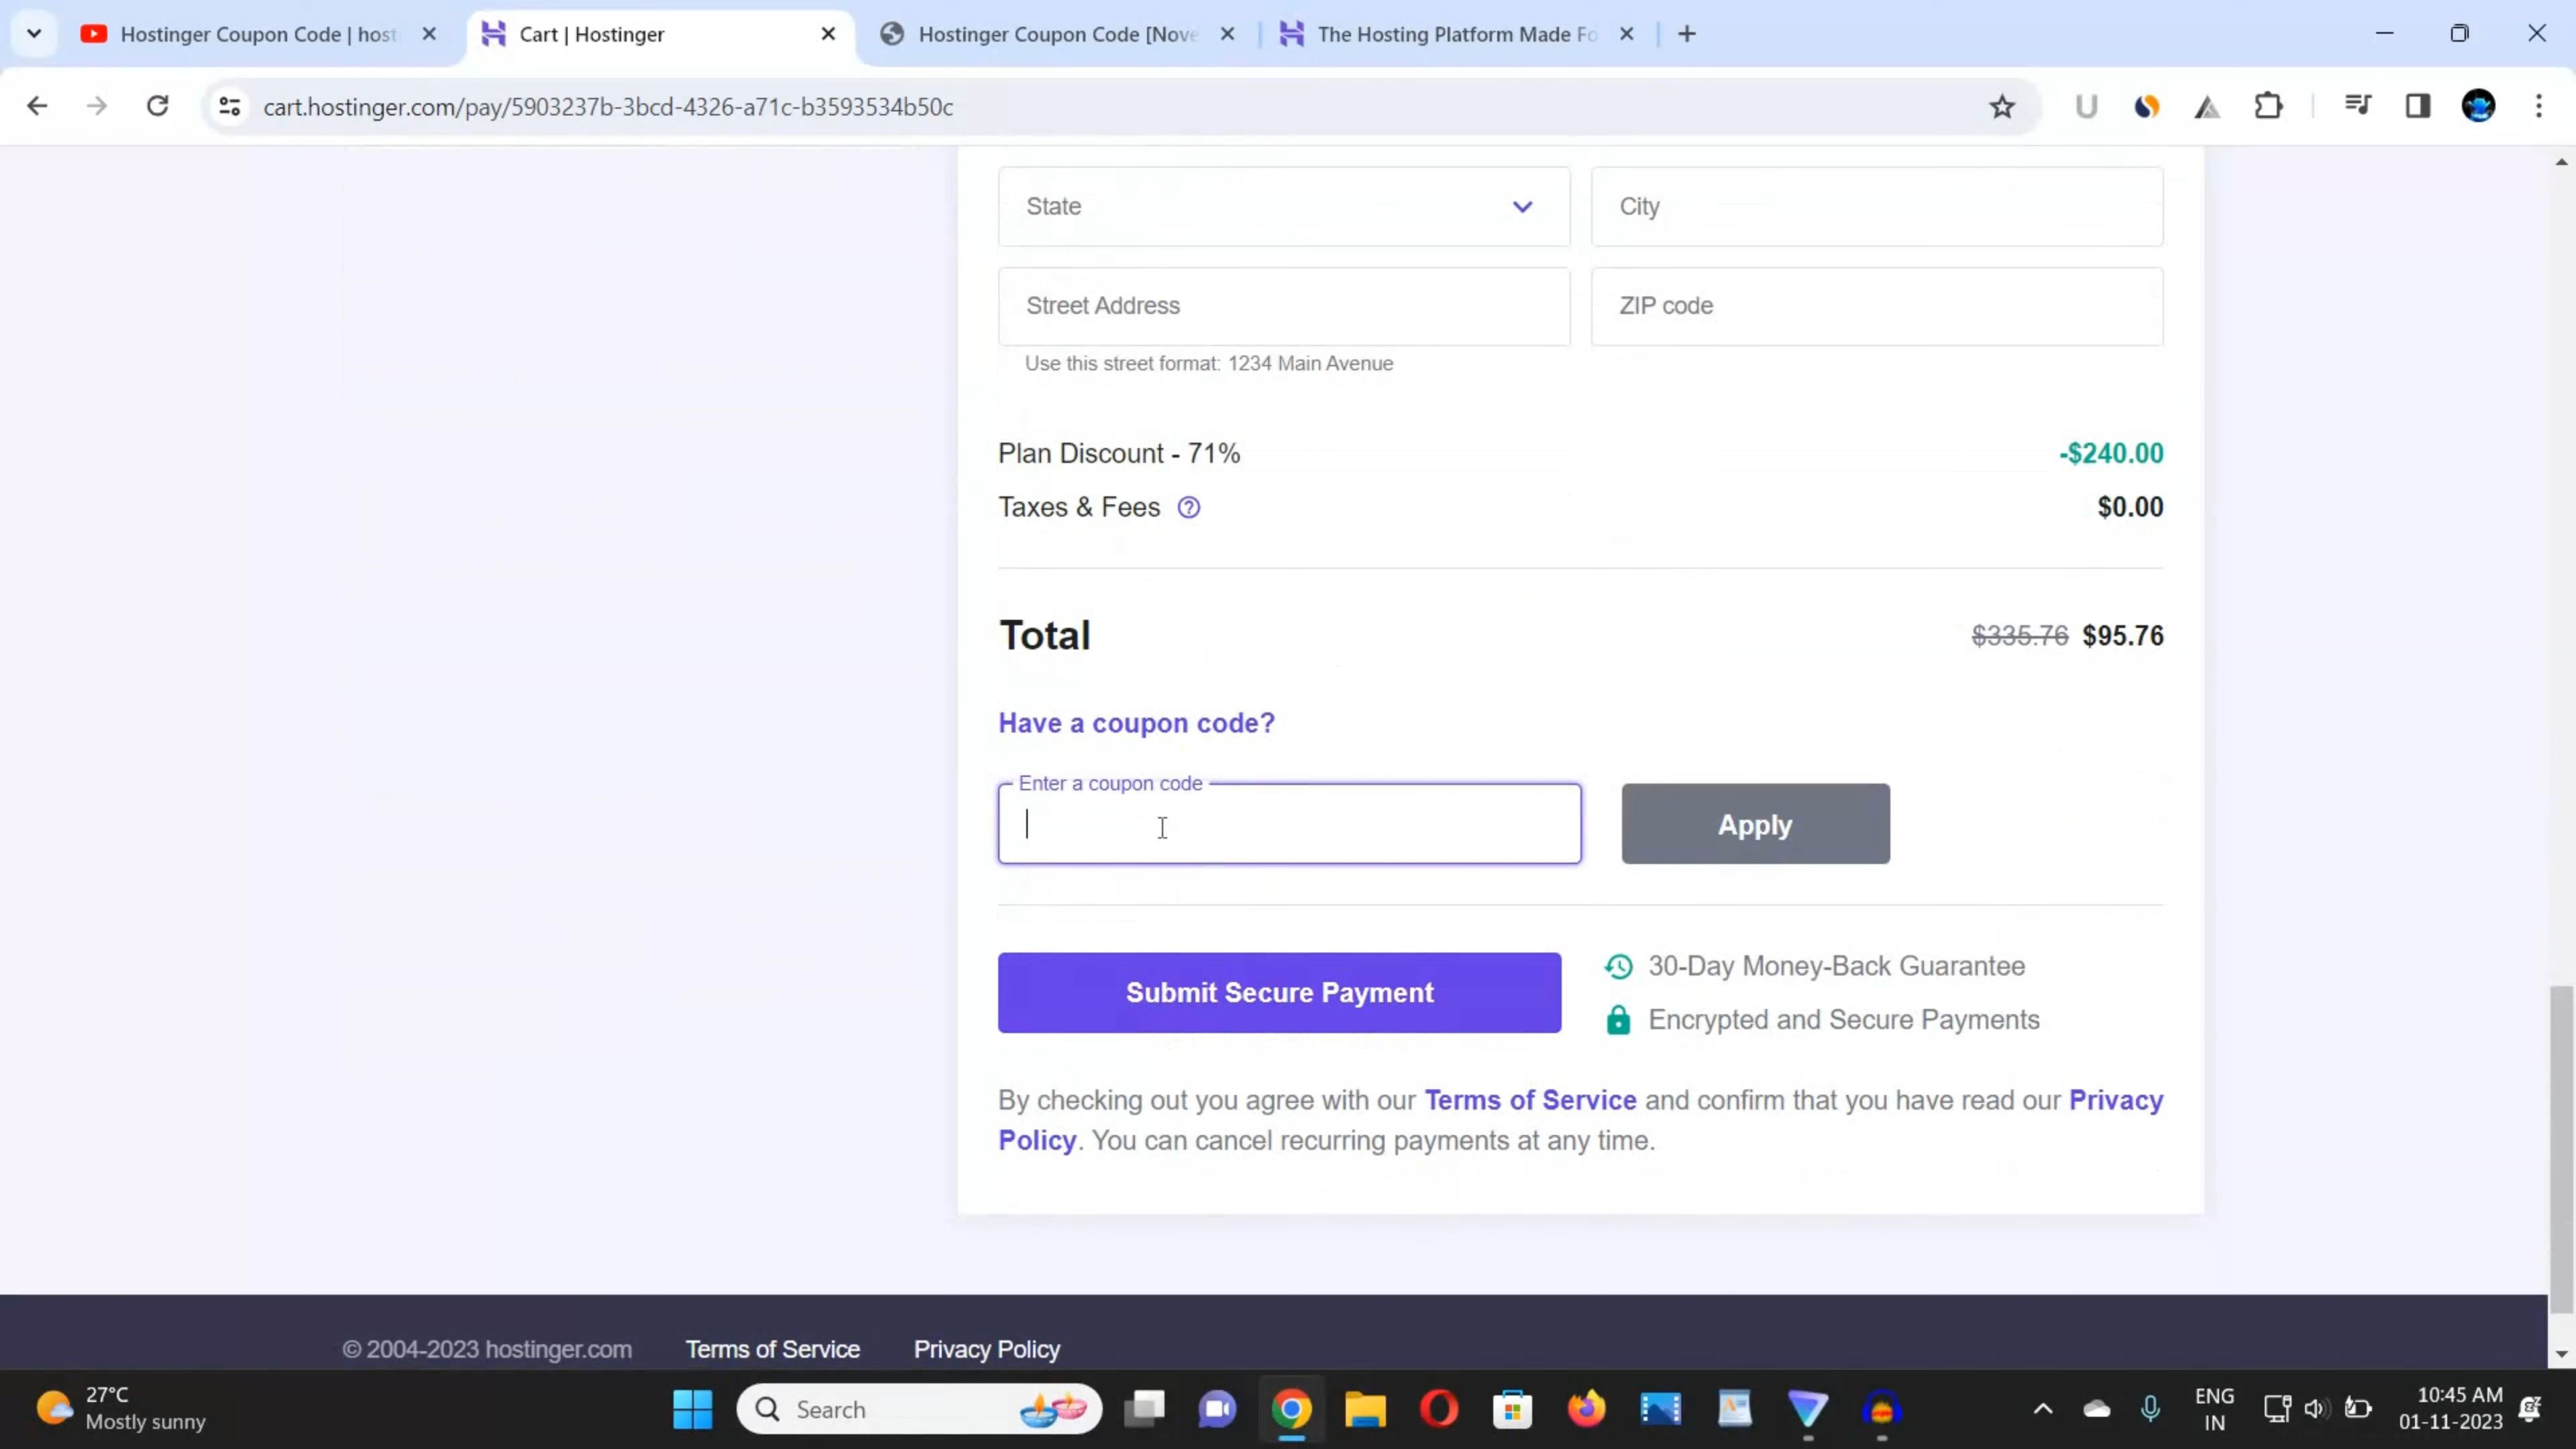 Hostinger Coupon Code | host
Cart | Hostinger
Hostinger Coupon Code [Nove
The Hosting Platform Made Fo
cart.hostinger.com/pay/5903237b-3bcd-4326-a71c-b3593534b50c
State
City
Street Address
ZIP code
Use this street format: 1234 Main Avenue
Plan Discount - 71%
-$240.00
Taxes & Fees
$0.00
Total
$335.76 $95.76
Have a coupon code?
Enter a coupon code
Apply
Submit Secure Payment
30-Day Money-Back Guarantee
Encrypted and Secure Payments
By checking out you agree with our Terms of Service and confirm that you have read our Privacy
Policy. You can cancel recurring payments at any time.
© 2004-2023 hostinger.com
Terms of Service
Privacy Policy
27°C
Mostly sunny
Search
ENG
IN
10:45 AM
01-11-2023